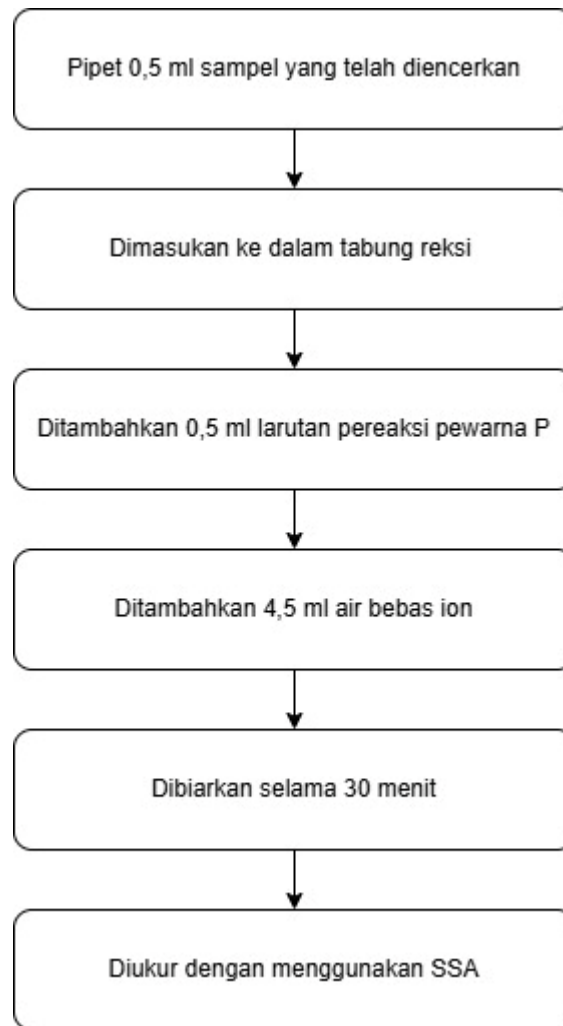 Pipet 0,5 ml sampel yang telah diencerkan
Dimasukan ke dalam tabung reksi
Ditambahkan 0,5 ml larutan pereaksi pewarna P
Ditambahkan 4,5 ml air bebas ion
Dibiarkan selama 30 menit
Diukur dengan menggunakan SSA